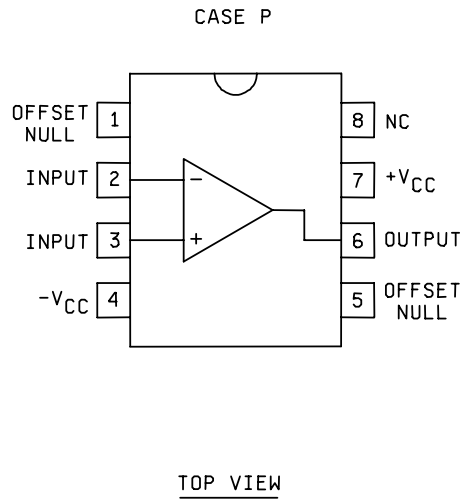 CASE P
OFFSET
NULL
1
8
NC
INPUT
2
−
7
+VCC
INPUT
3
+
6
OUTPUT
−VCC
4
5
OFFSET
NULL
TOP VIEW